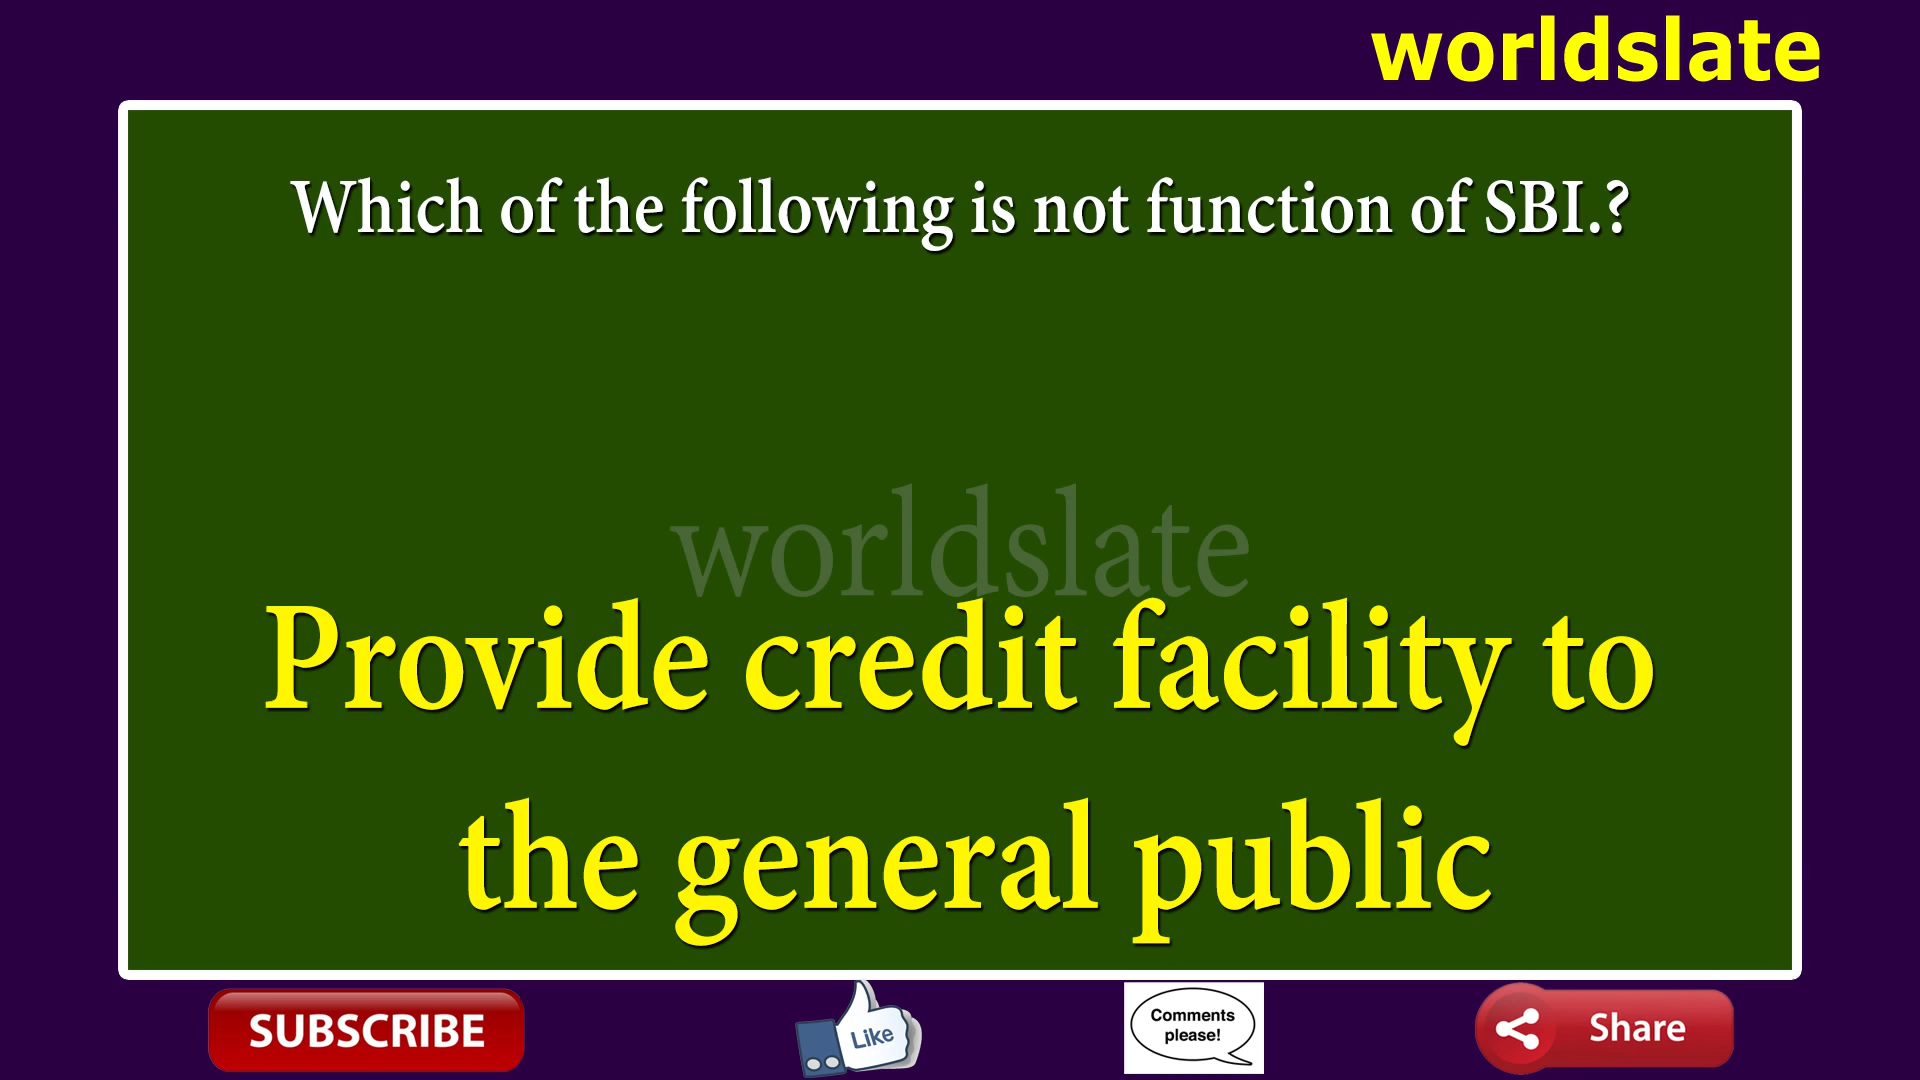 worldslate
Which of the following is not function of SBI.?
worldslate
Provide credit facility to
the general public
SUBSCRIBE
Like
Comments
please!
Share